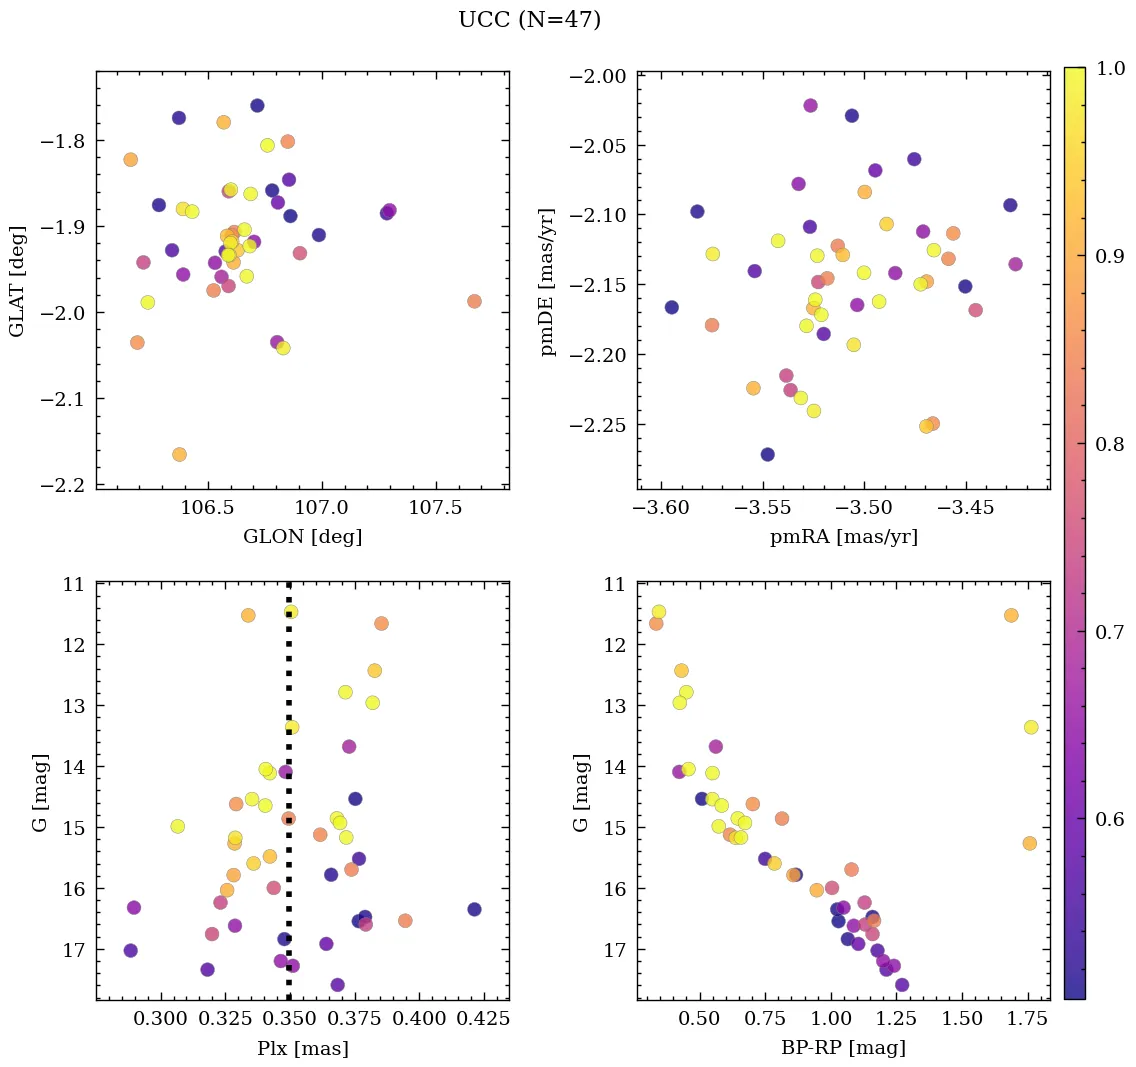 UCC (N=47)
−1.8
−1.9
−2.0
−2.1
−2.2
GLAT [deg]
106.5 107.0 107.5
GLON [deg]
−2.00
−2.05
−2.10
−2.15
−2.20
−2.25
pmDE [mas/yr]
−3.60 −3.55 −3.50 −3.45
pmRA [mas/yr]
11
12
13
14
15
16
17
G [mag]
0.300 0.325 0.350 0.375 0.400 0.425
Plx [mas]
11
12
13
14
15
16
17
G [mag]
0.50 0.75 1.00 1.25 1.50 1.75
BP-RP [mag]
1.0
0.9
0.8
0.7
0.6